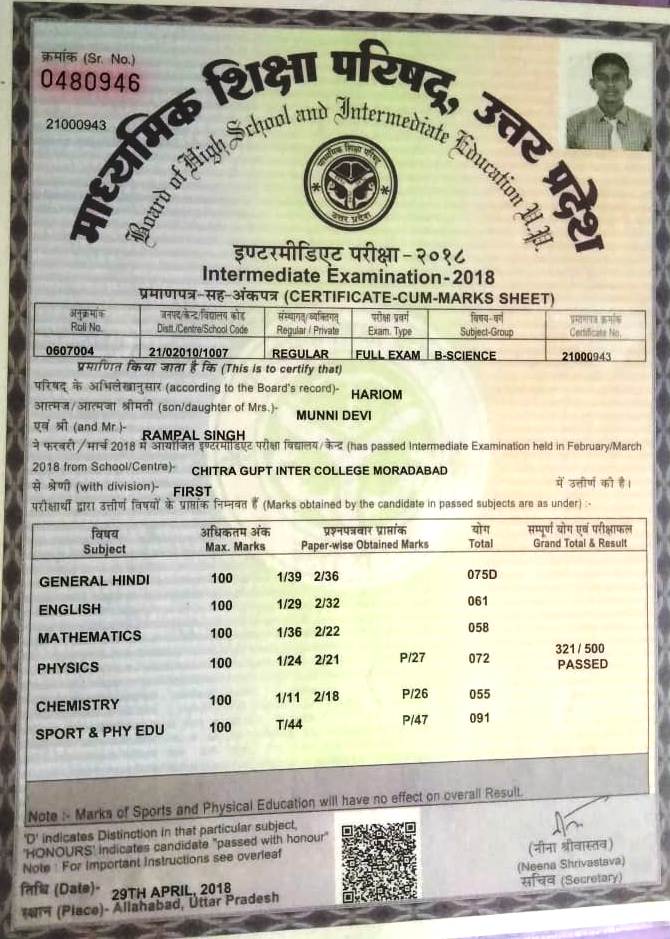 क्रमांक (Sr. No.)
0480946
21000943
माध्यमिक शिक्षा परिषद्, उत्तर प्रदेश
Board of High School and Intermediate Education U.P.
माध्यमिक शिक्षा परिषद्
उत्तर प्रदेश
इण्टरमीडिएट परीक्षा-२०१८
Intermediate Examination-2018
प्रमाणपत्र-सह-अंकपत्र (CERTIFICATE-CUM-MARKS SHEET)
अनुक्रमांक जनपद/केन्द्र/विद्यालय कोड संस्थागत/व्यक्तिगत परीक्षा प्रवर्ग विषय-वर्ग प्रमाणपत्र क्रमांक
Roll No. Distt./Centre/School Code Regular / Private Exam. Type Subject-Group Certificate No.
0607004 21/02010/1007 REGULAR FULL EXAM B-SCIENCE 21000943
प्रमाणित किया जाता है कि (This is to certify that)
परिषद् के अभिलेखानुसार (according to the Board's record)- HARIOM
आत्मज/आत्मजा श्रीमती (son/daughter of Mrs.)- MUNNI DEVI
एवं श्री (and Mr.)- RAMPAL SINGH
ने फरवरी/मार्च 2018 में आयोजित इण्टरमीडिएट परीक्षा विद्यालय/केन्द्र (has passed Intermediate Examination held in February/March
2018 from School/Centre)- CHITRA GUPT INTER COLLEGE MORADABAD
से श्रेणी (with division)- FIRST में उत्तीर्ण की है।
परीक्षार्थी द्वारा उत्तीर्ण विषयों के प्राप्तांक निम्नवत हैं (Marks obtained by the candidate in passed subjects are as under) :-
विषय अधिकतम अंक प्रश्नपत्रवार प्राप्तांक योग सम्पूर्ण योग एवं परीक्षाफल
Subject Max. Marks Paper-wise Obtained Marks Total Grand Total & Result
GENERAL HINDI 100 1/39 2/36 075D
ENGLISH 100 1/29 2/32 061
MATHEMATICS 100 1/36 2/22 058
321/500
PHYSICS 100 1/24 2/21 P/27 072 PASSED
CHEMISTRY 100 1/11 2/18 P/26 055
SPORT & PHY EDU 100 T/44 P/47 091
Note :- Marks of Sports and Physical Education will have no effect on overall Result.
'D' indicates Distinction in that particular subject,
'HONOURS' Indicates candidate "passed with honour"
Note : For Important Instructions see overleaf
तिथि (Date)- 29TH APRIL, 2018
स्थान (Place)- Allahabad, Uttar Pradesh
(नीना श्रीवास्तव)
(Neena Shrivastava)
सचिव (Secretary)